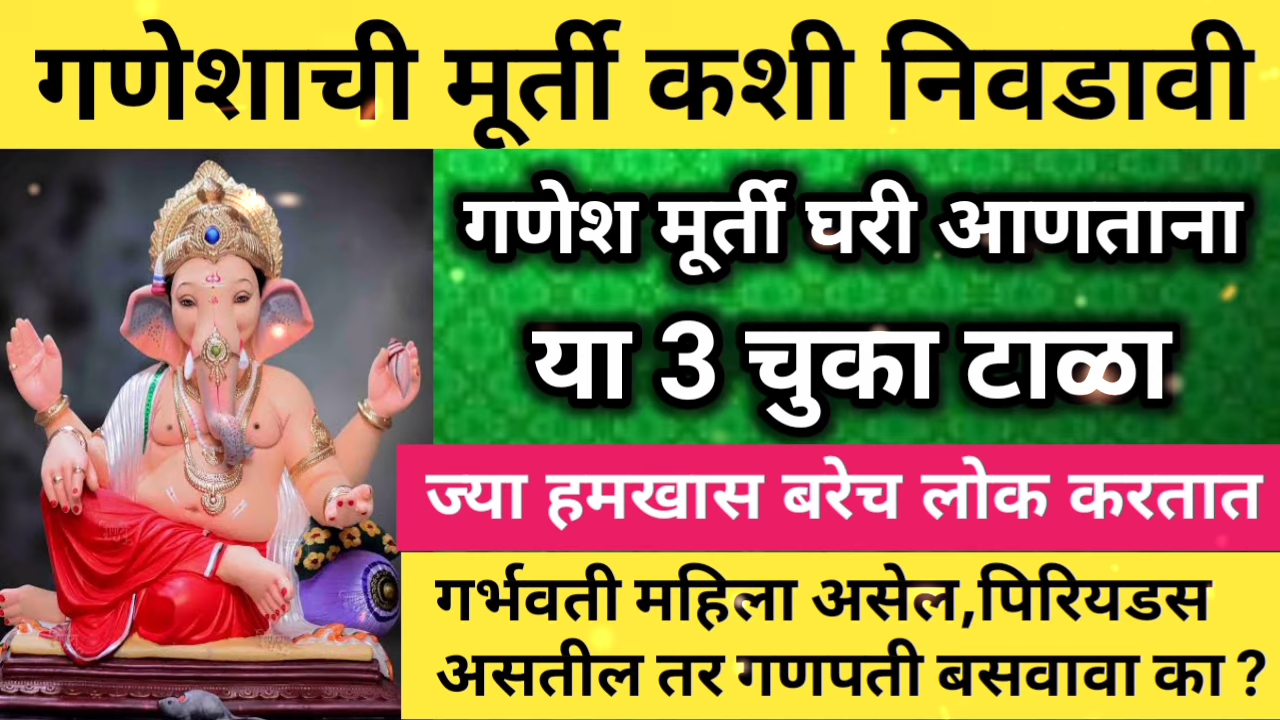 गणेशाची मूर्ती कशी निवडावी
गणेश मूर्ती घरी आणताना
या 3 चुका टाळा
ज्या हमखास बरेच लोक करतात
गर्भवती महिला असेल,पिरियडस
असतील तर गणपती बसवावा का ?